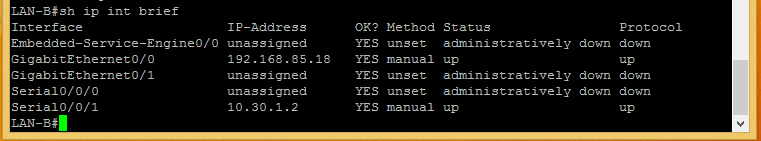 LAN-B#sh ip int brief
Interface                  IP-Address      OK? Method Status                Protocol
Embedded-Service-Engine0/0 unassigned      YES unset  administratively down down
GigabitEthernet0/0         192.168.85.18   YES manual up                    up
GigabitEthernet0/1         unassigned      YES unset  administratively down down
Serial0/0/0                unassigned      YES unset  administratively down down
Serial0/0/1                10.30.1.2       YES manual up                    up
LAN-B#